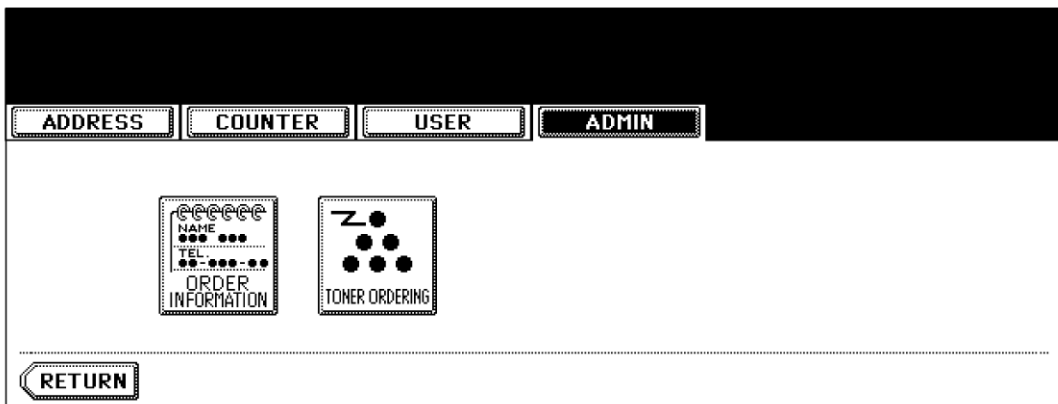 ADDRESS COUNTER USER ADMIN
NAME
TEL.
ORDER
INFORMATION
TONER ORDERING
RETURN